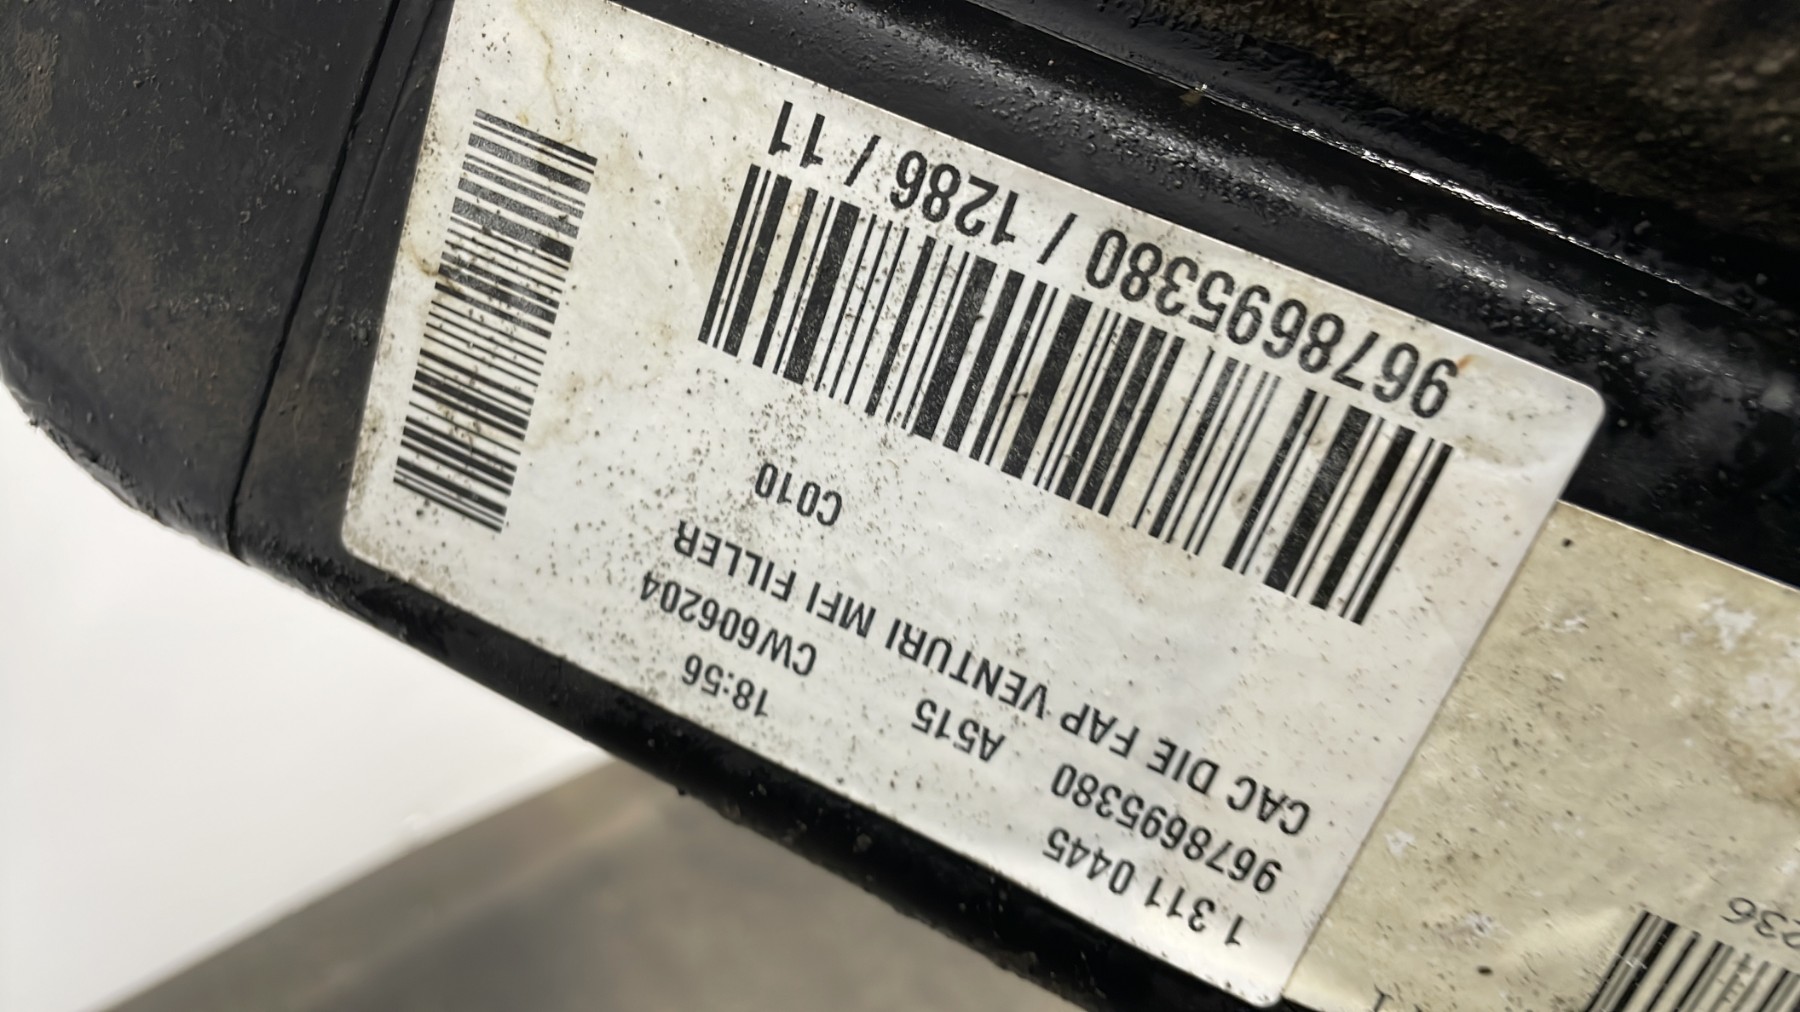 1 311 0445 18:56
9678695380 A515 CW606204
CAC DIE FAP VENTURI MFI FILLER
C010
9678695380 / 1286 / 11